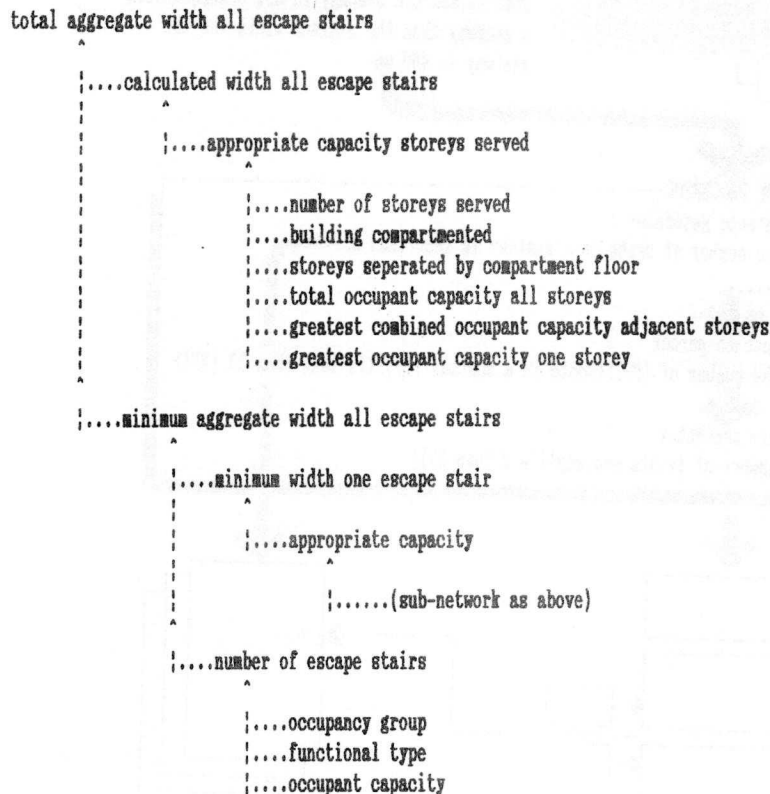 total aggregate width all escape stairs
^
¦....calculated width all escape stairs
^
¦....appropriate capacity storeys served
^
¦....number of storeys served
¦....building compartmented
¦....storeys seperated by compartment floor
¦....total occupant capacity all storeys
¦....greatest combined occupant capacity adjacent storeys
¦....greatest occupant capacity one storey
^
¦....minimum aggregate width all escape stairs
^
¦....minimum width one escape stair
^
¦....appropriate capacity
^
¦......(sub-network as above)
^
¦....number of escape stairs
^
¦....occupancy group
¦....functional type
¦....occupant capacity